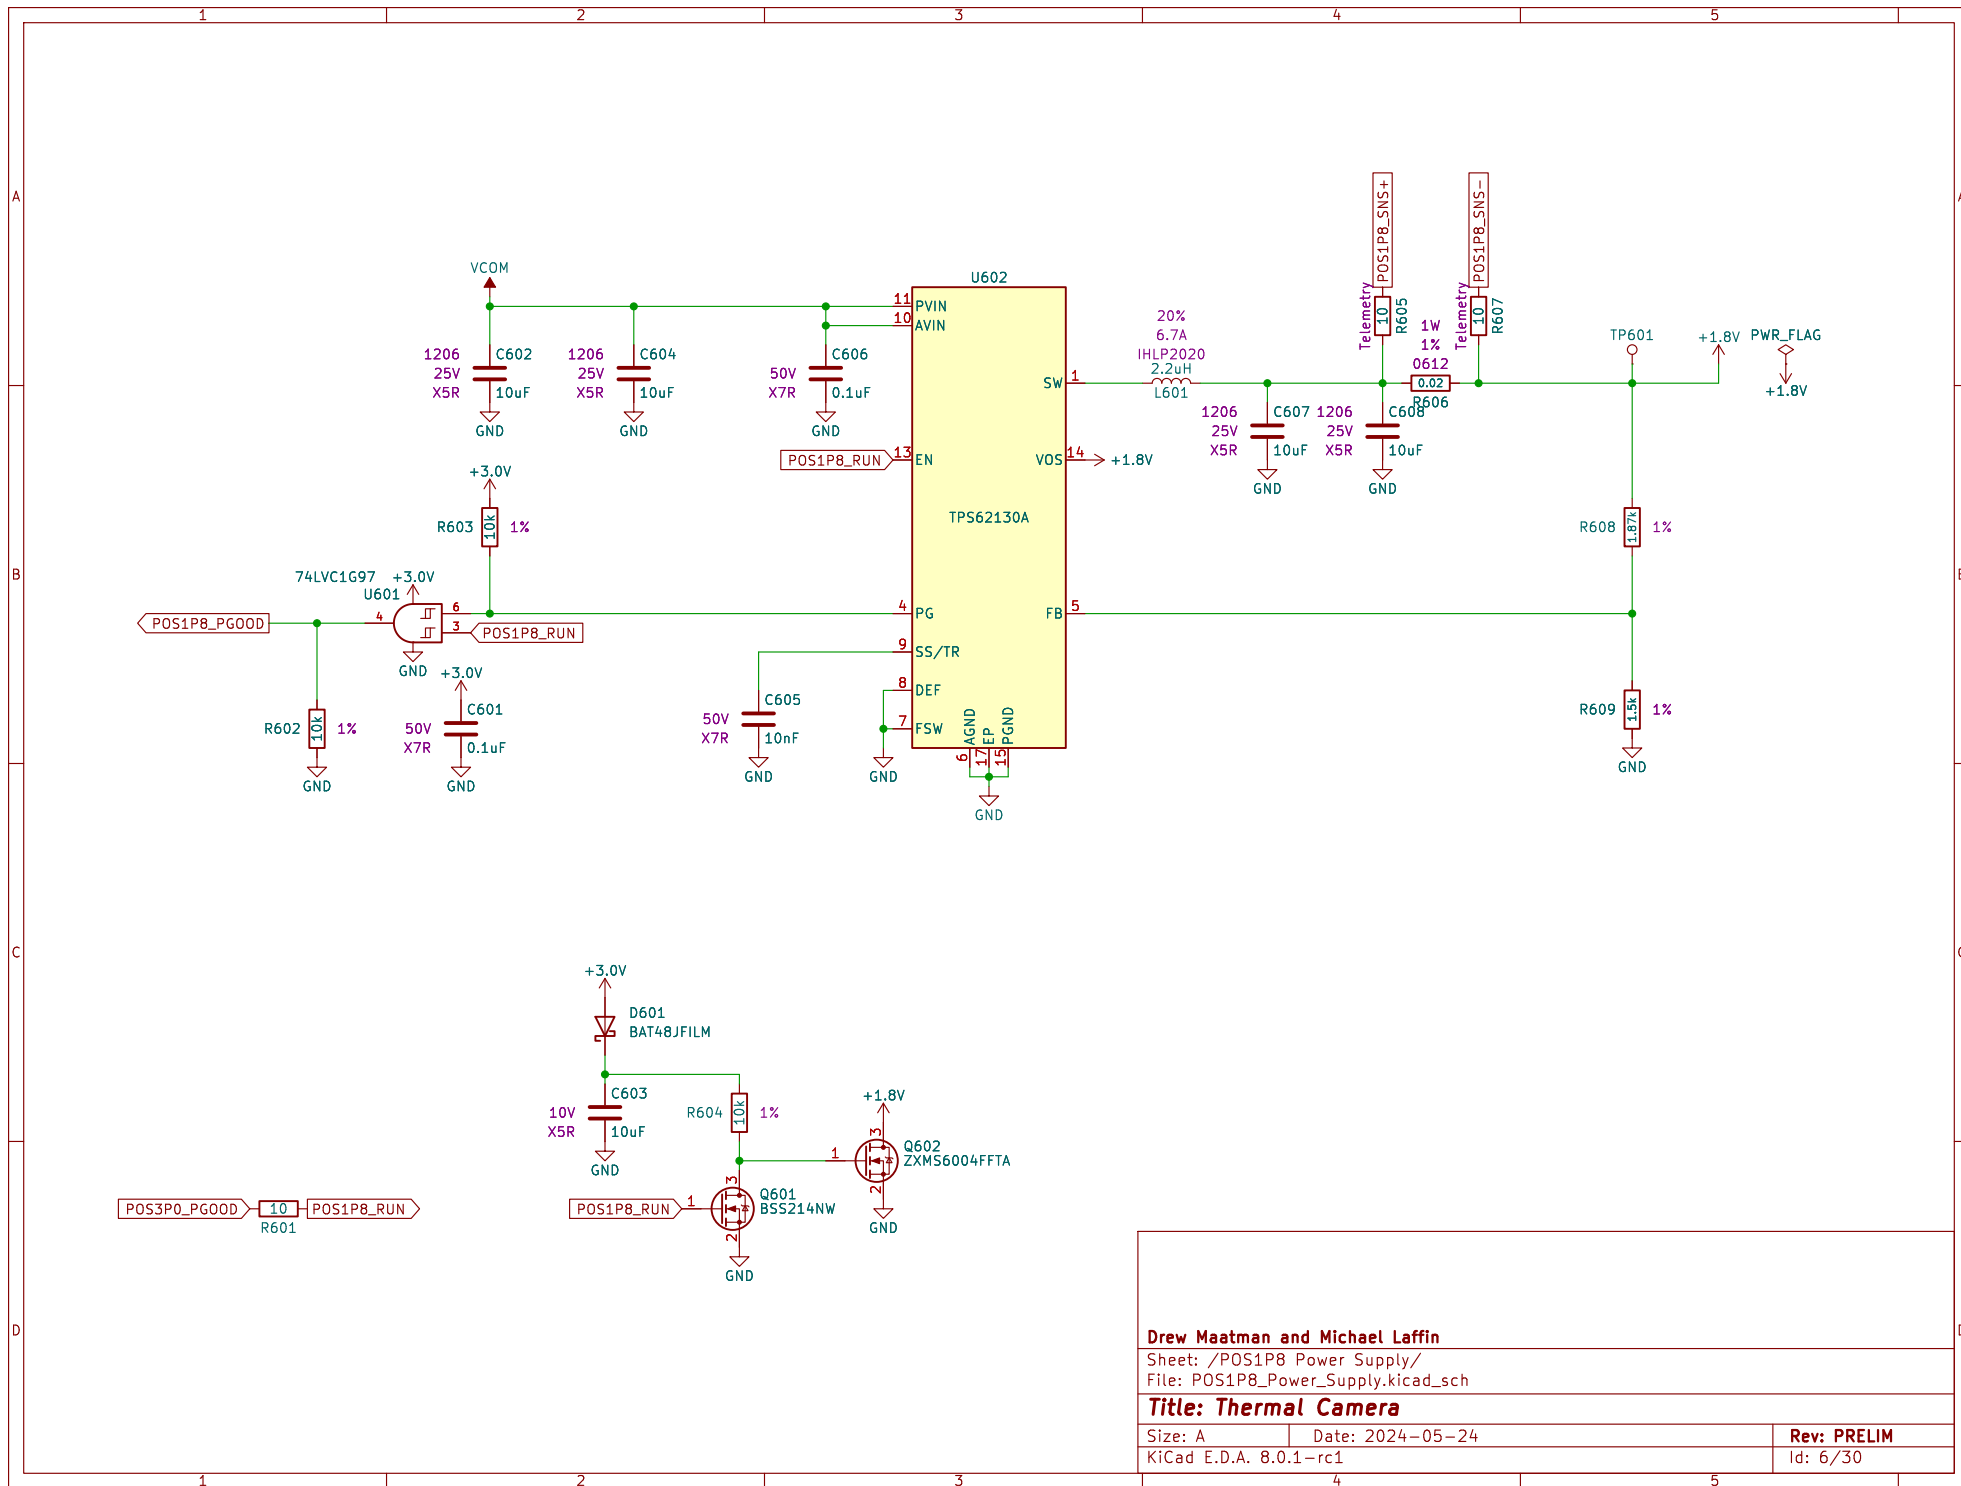 1 2 3 4 5
A
POS1P8_SNS+
POS1P8_SNS-
VCOM
U602
Telemetry
10
R605
Telemetry
10
R607
11 PVIN
10 AVIN
20%
6.7A
IHLP2020
2.2uH
L601
1W
1%
0612
0.02
R606
TP601
+1.8V
PWR_FLAG
+1.8V
1206
25V
X5R
C602
10uF
GND
1206
25V
X5R
C604
10uF
GND
50V
X7R
C606
0.1uF
GND
SW 1
1206
25V
X5R
C607
10uF
GND
1206
25V
X5R
C608
10uF
GND
POS1P8_RUN
13 EN
VOS 14
+1.8V
+3.0V
R603
10k
1%
TPS62130A
R608
1.87k
1%
B
74LVC1G97
U601
+3.0V
POS1P8_PGOOD
4
6
3
POS1P8_RUN
GND
4 PG
FB 5
9 SS/TR
8 DEF
7 FSW
AGND
EP
PGND
6
17
15
GND
GND
+3.0V
R602
10k
1%
GND
50V
X7R
C601
0.1uF
GND
50V
X7R
C605
10nF
GND
R609
1.5k
1%
GND
C
+3.0V
D601
BAT48JFILM
10V
X5R
C603
10uF
GND
R604
10k
1%
+1.8V
3
1
Q602
ZXMS6004FFTA
2
GND
POS3P0_PGOOD
10
R601
POS1P8_RUN
POS1P8_RUN
1
3
Q601
BSS214NW
2
GND
D
Drew Maatman and Michael Laffin
Sheet: /POS1P8 Power Supply/
File: POS1P8_Power_Supply.kicad_sch
Title: Thermal Camera
Size: A
Date: 2024-05-24
Rev: PRELIM
KiCad E.D.A. 8.0.1-rc1
Id: 6/30
1 2 3 4 5